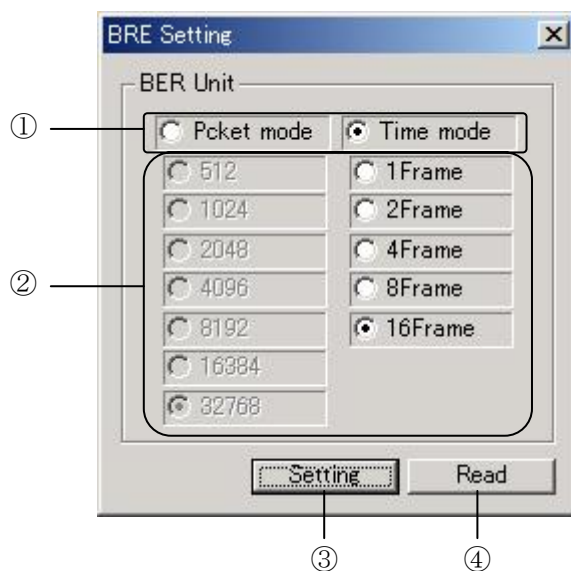 BRE Setting
BER Unit
① Pcket mode Time mode
512 1Frame
1024 2Frame
2048 4Frame
② 4096 8Frame
8192 16Frame
16384
32768
Setting Read
③ ④